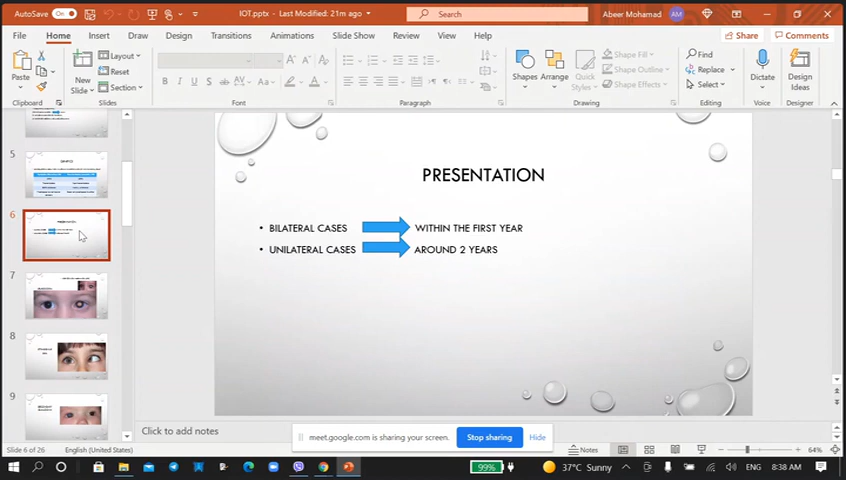 AutoSave Off IOT.pptx - Last Modified: 21m ago Search Abeer Mohamad AM
File Home Insert Draw Design Transitions Animations Slide Show Review View Help Share Comments
Paste New Slide Layout Reset Section Shapes Arrange Quick Styles Shape Fill Shape Outline Shape Effects Find Replace Select Dictate Design Ideas
B I U S AV Aa A
Clipboard Slides Font Paragraph Drawing Editing Voice Designer
5
6
7
8
9
PRESENTATION
• BILATERAL CASES WITHIN THE FIRST YEAR
• UNILATERAL CASES AROUND 2 YEARS
Click to add notes
meet.google.com is sharing your screen. Stop sharing Hide
Slide 6 of 26 English (United States) Notes 64%
99% 37°C Sunny ENG 8:38 AM